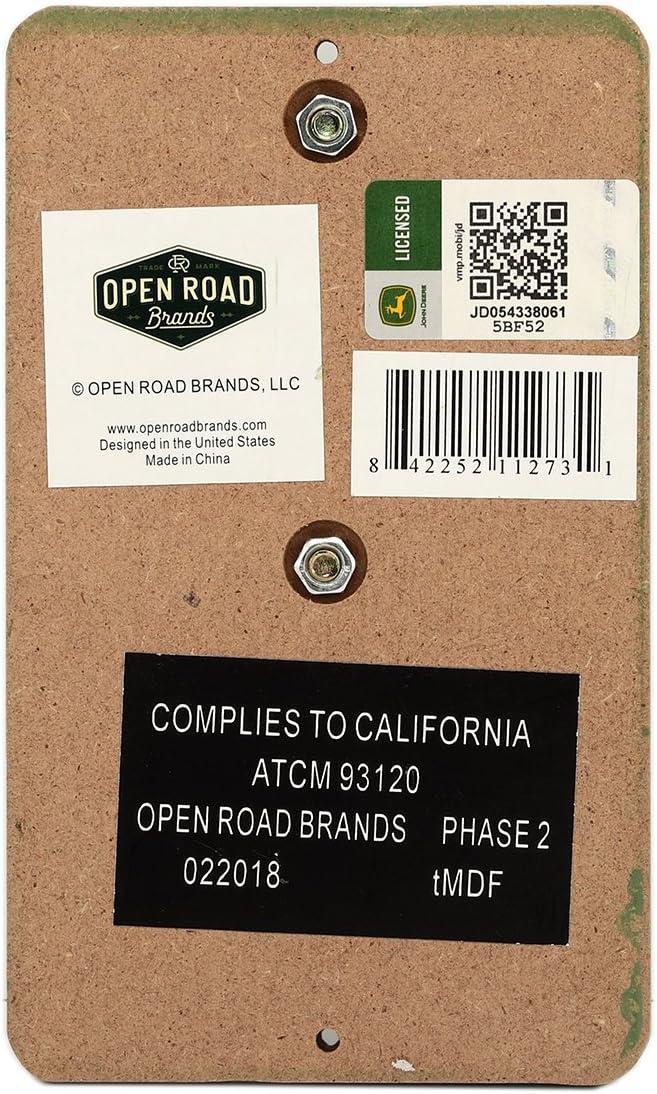 TRADE MARK
OPEN ROAD
Brands
© OPEN ROAD BRANDS, LLC
www.openroadbrands.com
Designed in the United States
Made in China
LICENSED
JOHN DEERE
vmp.mobi/jd
JD054338061
5BF52
8 42252 11273 1
COMPLIES TO CALIFORNIA
ATCM 93120
OPEN ROAD BRANDS PHASE 2
022018 tMDF